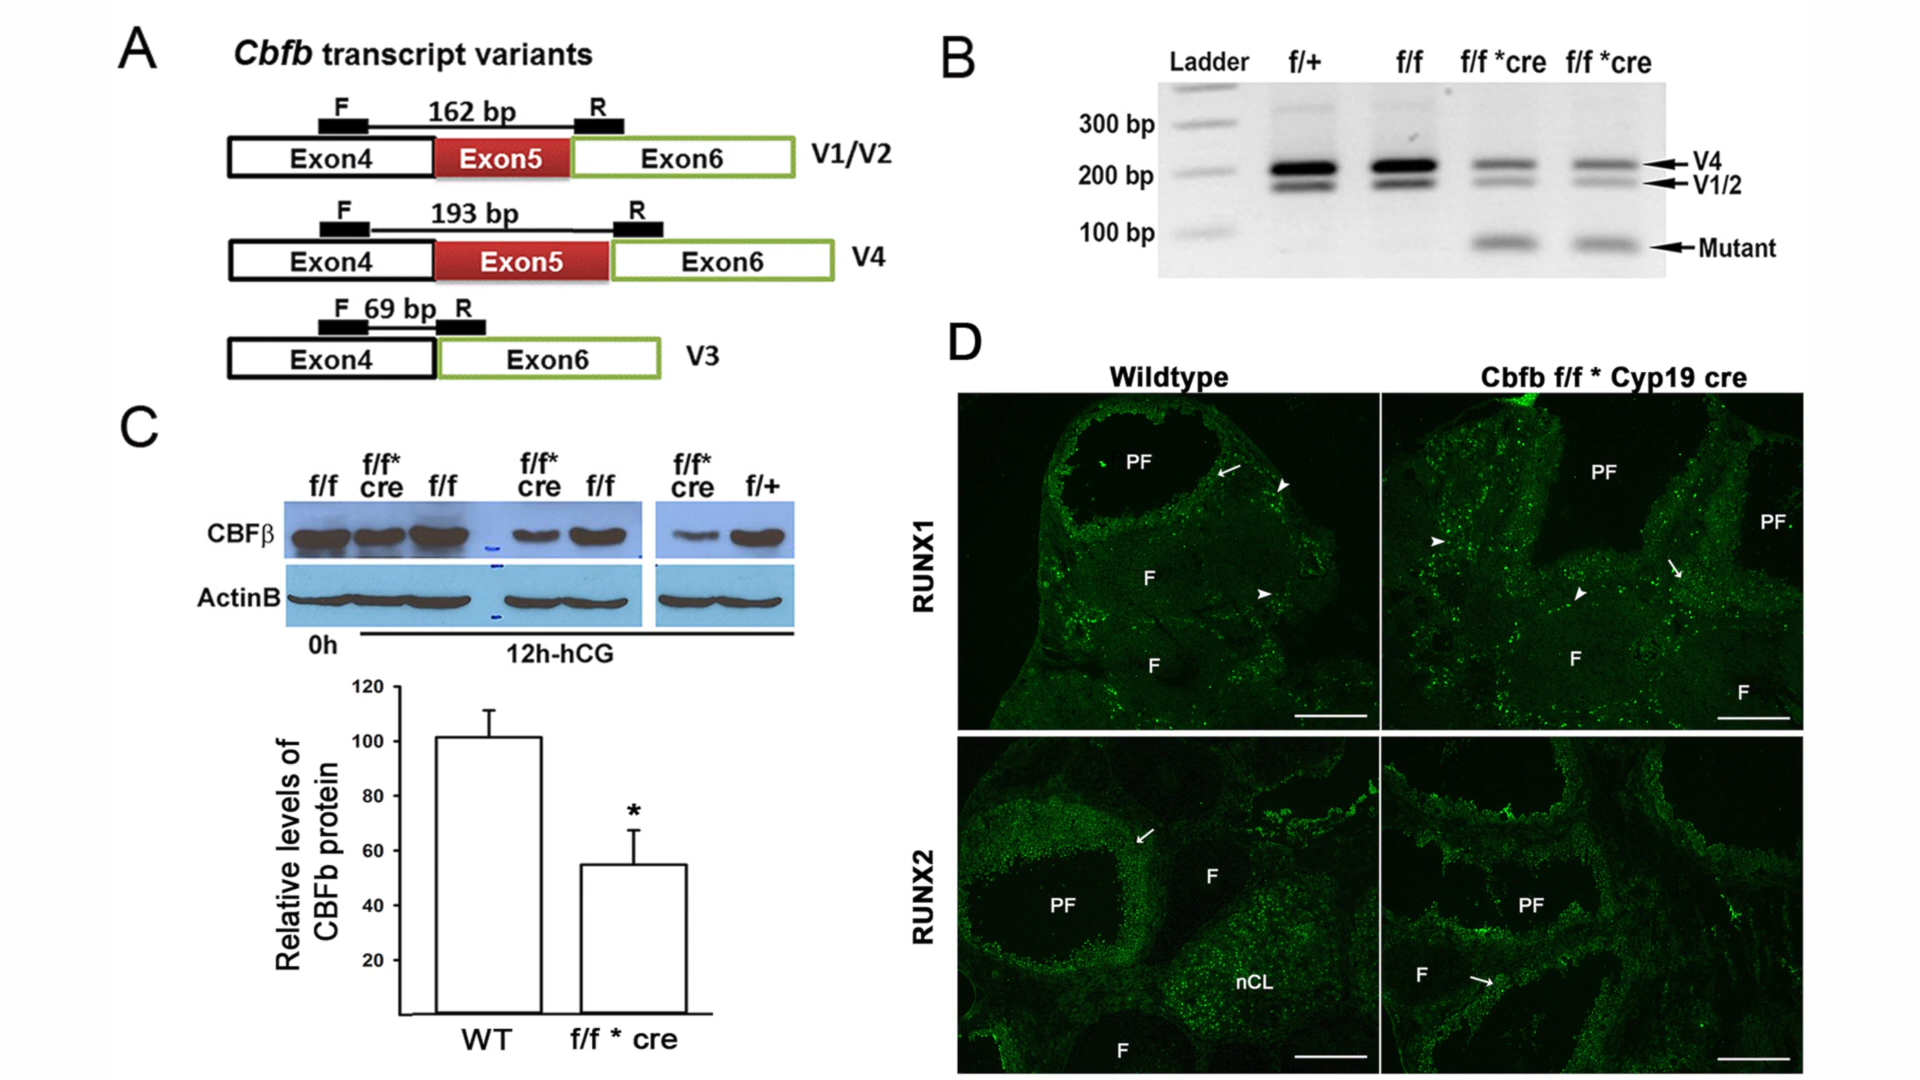 A
Cbfb transcript variants
F 162 bp R
Exon4 Exon5 Exon6 V1/V2
F 193 bp R
Exon4 Exon5 Exon6 V4
F 69 bp R
Exon4 Exon6 V3
B
Ladder f/+ f/f f/f *cre f/f *cre
300 bp
200 bp
100 bp
V4
V1/2
Mutant
C
f/f f/f* cre f/f f/f* cre f/f f/f* cre f/+
CBFβ
ActinB
0h
12h-hCG
Relative levels of
CBFb protein
120
100
80
60
40
20
*
WT f/f * cre
D
Wildtype Cbfb f/f * Cyp19 cre
RUNX1
PF
F
F
PF
PF
F
F
RUNX2
PF
F
nCL
F
PF
F